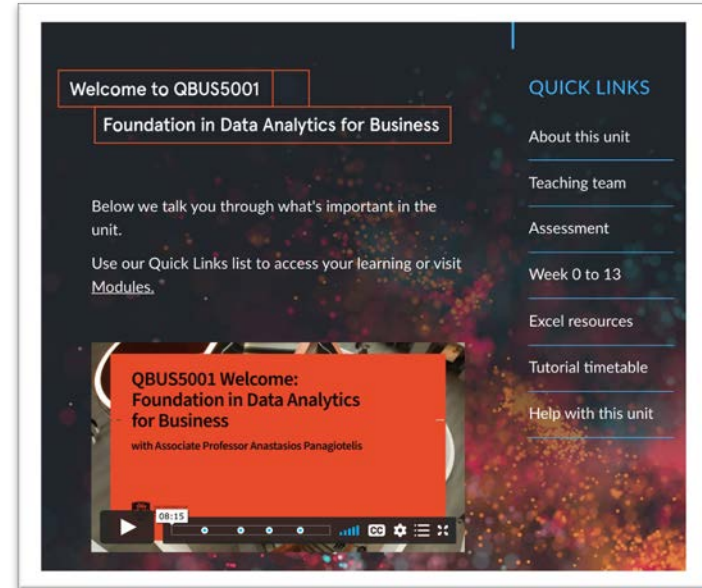 Welcome to QBUS5001
Foundation in Data Analytics for Business
Below we talk you through what's important in the
unit.
Use our Quick Links list to access your learning or visit
Modules.
QBUS5001 Welcome:
Foundation in Data Analytics
for Business
with Associate Professor Anastasios Panagiotelis
08:15
CC
QUICK LINKS
About this unit
Teaching team
Assessment
Week 0 to 13
Excel resources
Tutorial timetable
Help with this unit